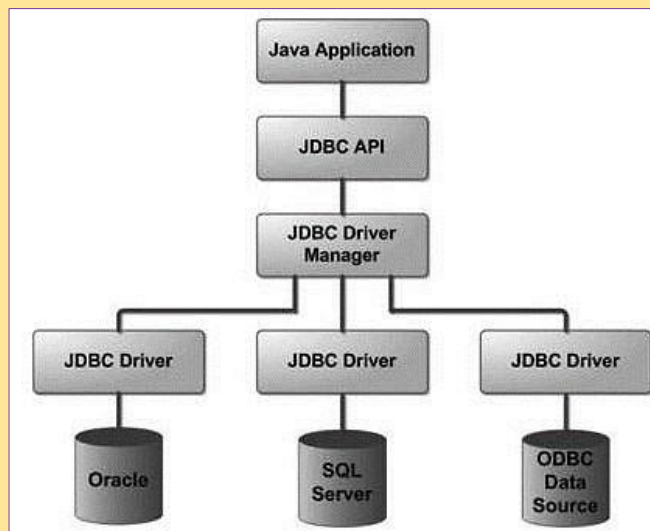 Java Application
JDBC API
JDBC Driver
Manager
JDBC Driver
JDBC Driver
JDBC Driver
Oracle
SQL
Server
ODBC
Data
Source